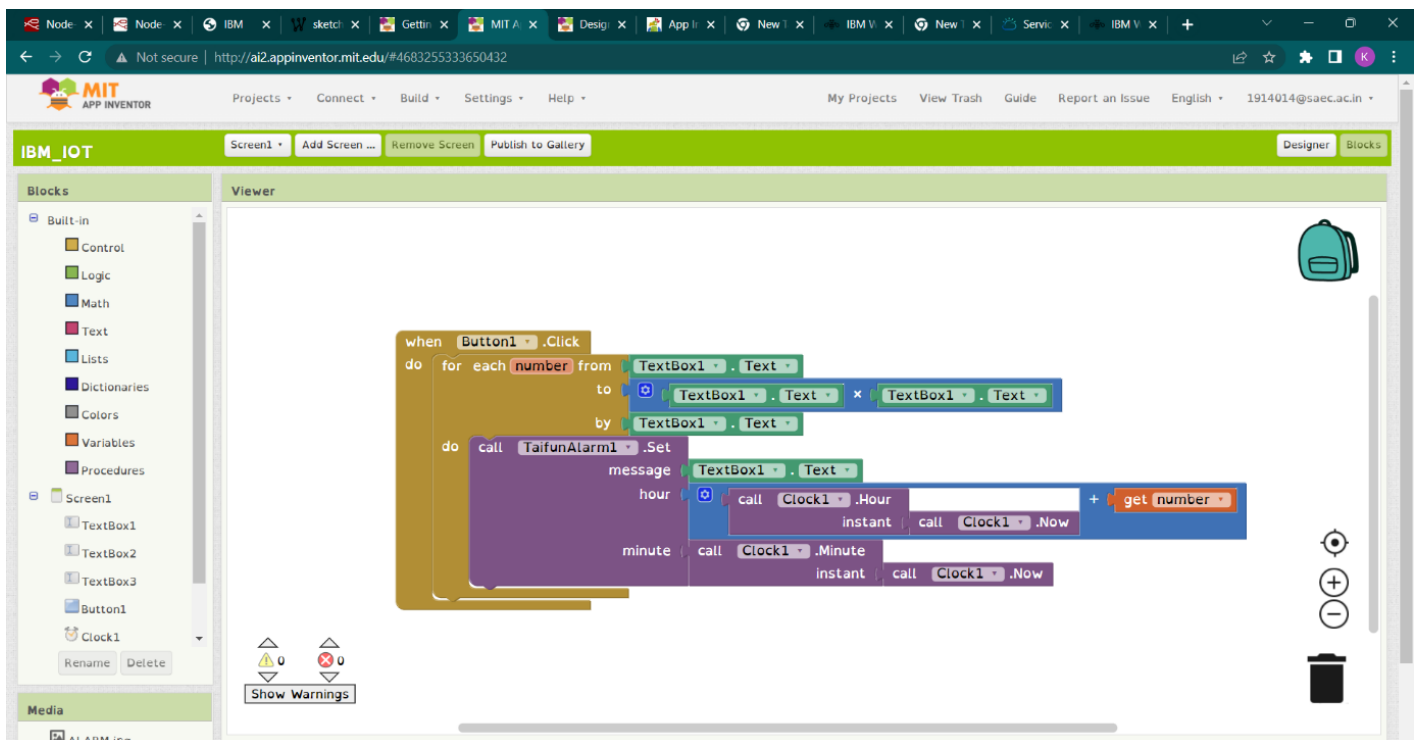 Node- Node- IBM sketch Gettin MIT A Desig App In New T IBM W New T Servic IBM W
Not secure | http://ai2.appinventor.mit.edu/#4683255333650432 K
MIT
APP INVENTOR
Projects Connect Build Settings Help My Projects View Trash Guide Report an Issue English 1914014@saec.ac.in
IBM_IOT Screen1 Add Screen ... Remove Screen Publish to Gallery Designer Blocks
Blocks Viewer
Built-in
Control
Logic
Math
Text
Lists
Dictionaries
Colors
Variables
Procedures
Screen1
TextBox1
TextBox2
TextBox3
Button1
Clock1
Rename Delete
Media
ALARM.jpg
when Button1 .Click
do for each number from TextBox1 . Text
to TextBox1 . Text × TextBox1 . Text
by TextBox1 . Text
do call TaifunAlarm1 .Set
message TextBox1 . Text
hour call Clock1 .Hour + get number
instant call Clock1 .Now
minute call Clock1 .Minute
instant call Clock1 .Now
0 0
Show Warnings